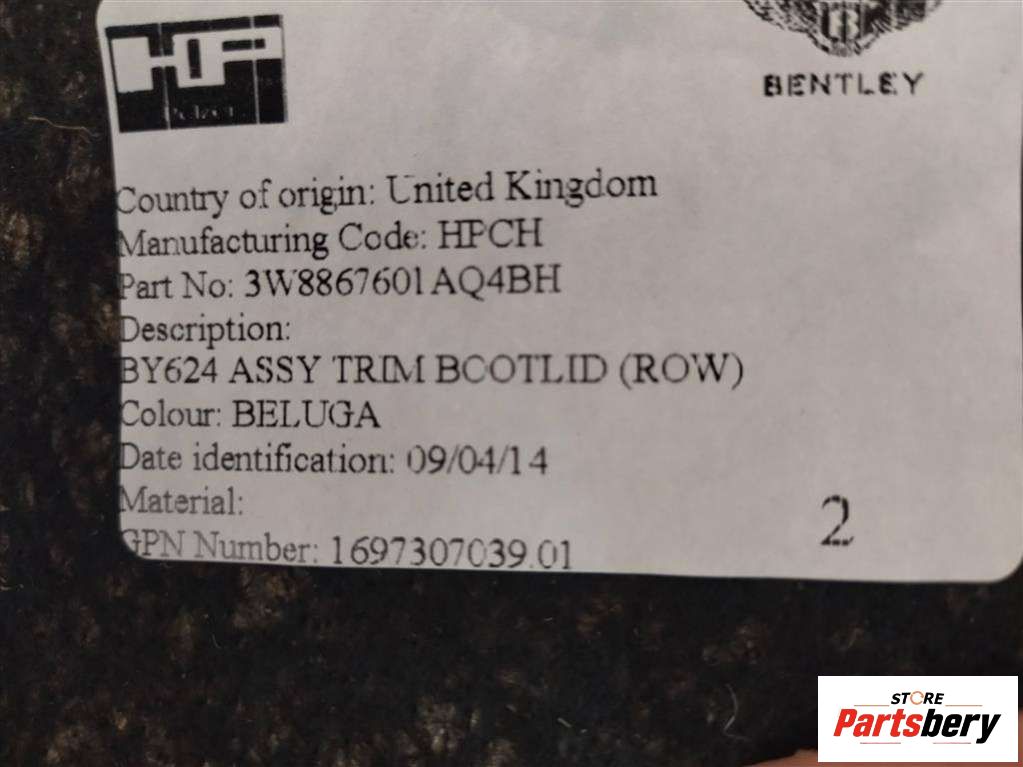 HP
BENTLEY
Country of origin: United Kingdom
Manufacturing Code: HPCH
Part No: 3W8867601AQ4BH
Description:
BY624 ASSY TRIM BOOTLID (ROW)
Colour: BELUGA
Date identification: 09/04/14
Material:
GPN Number: 1697307039.01
2
STORE
Partsbery